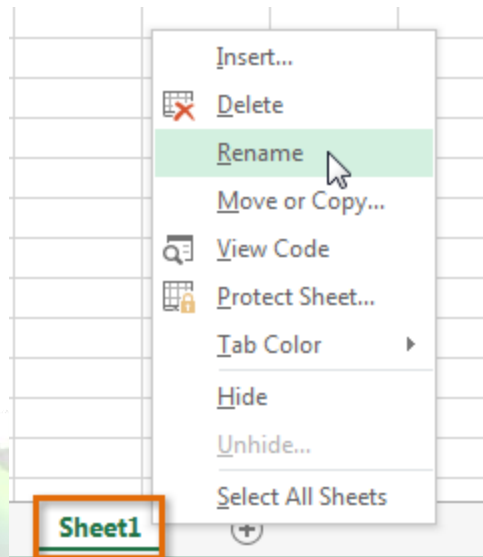 Insert...
Delete
Rename
Move or Copy...
View Code
Protect Sheet...
Tab Color
Hide
Unhide...
Select All Sheets
Sheet1